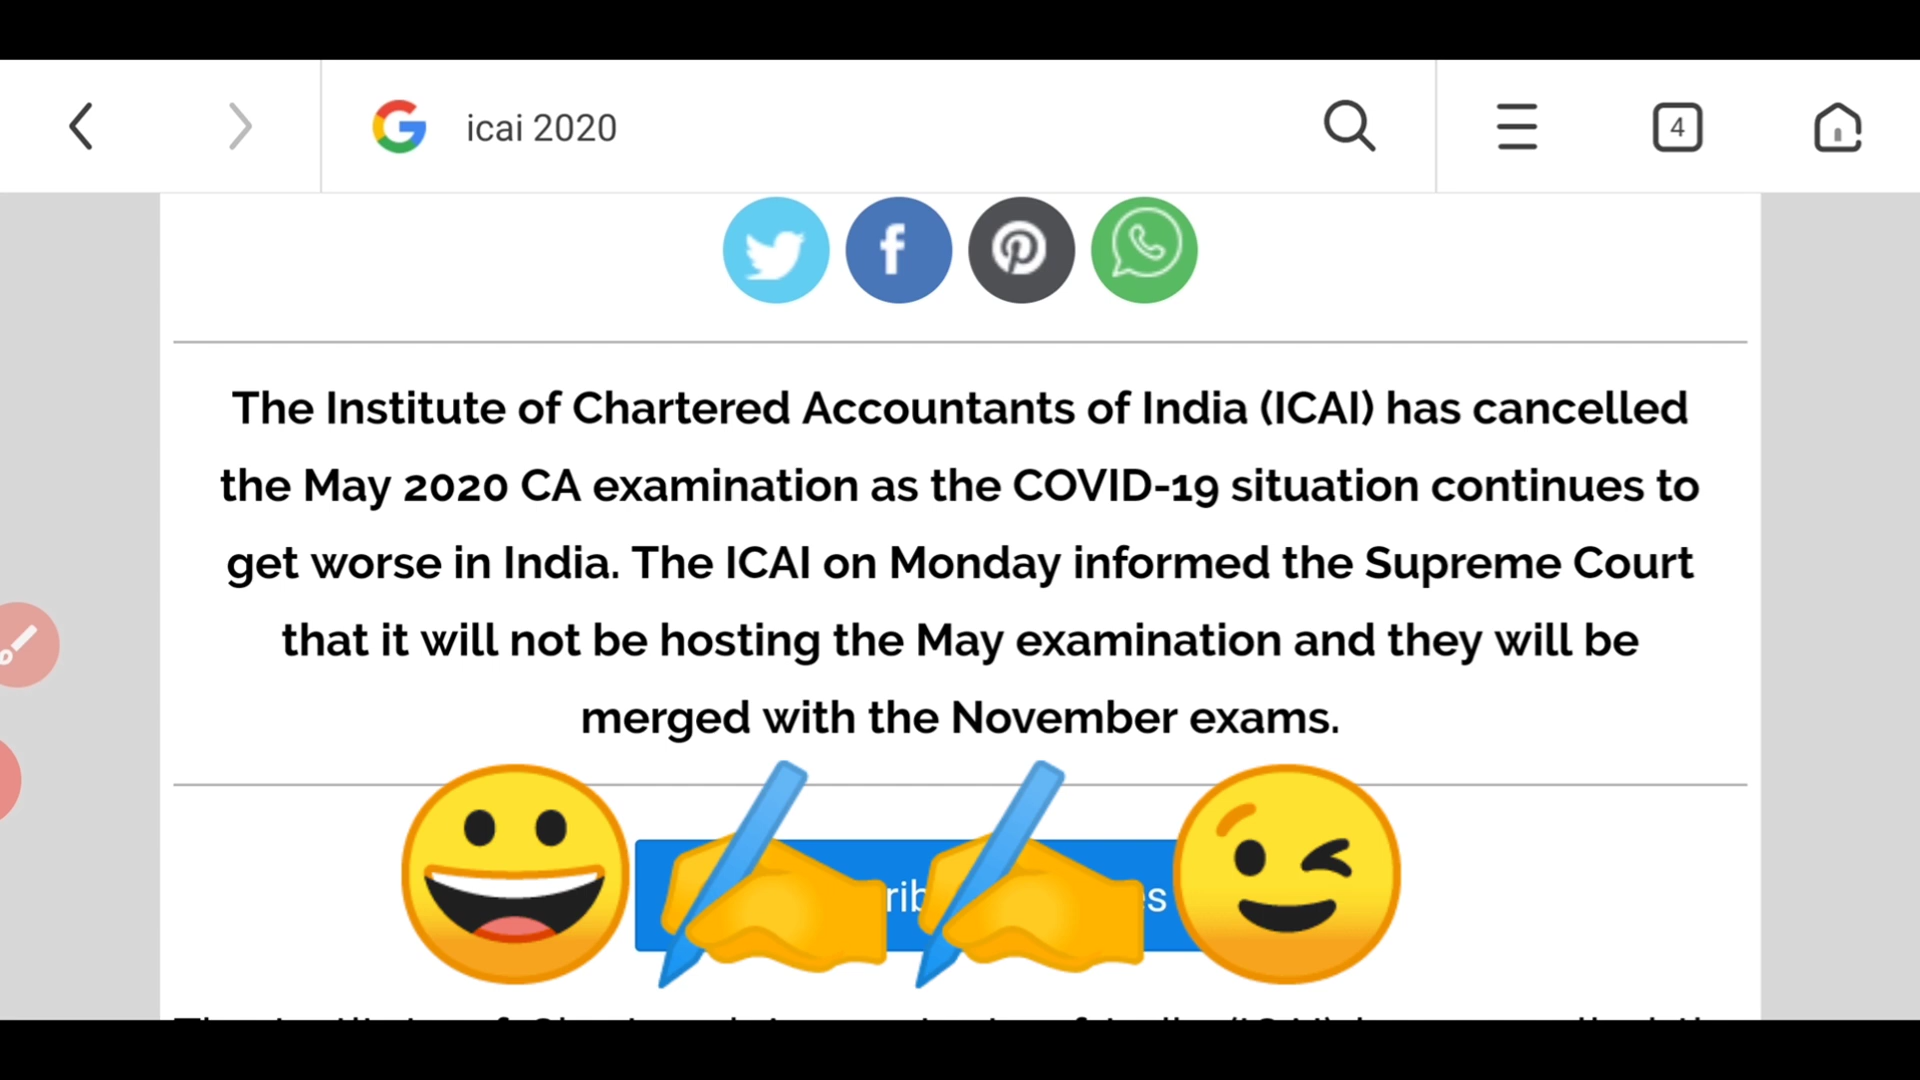 icai 2020
4
The Institute of Chartered Accountants of India (ICAI) has cancelled
the May 2020 CA examination as the COVID-19 situation continues to
get worse in India. The ICAI on Monday informed the Supreme Court
that it will not be hosting the May examination and they will be
merged with the November exams.